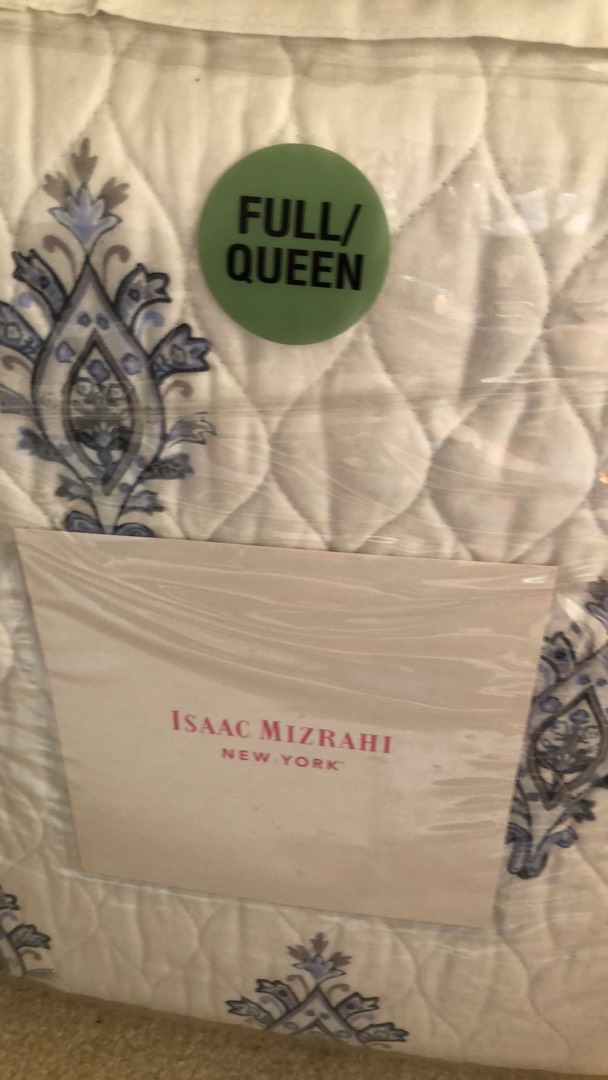 FULL/
QUEEN
ISAAC MIZRAHI
NEW YORK